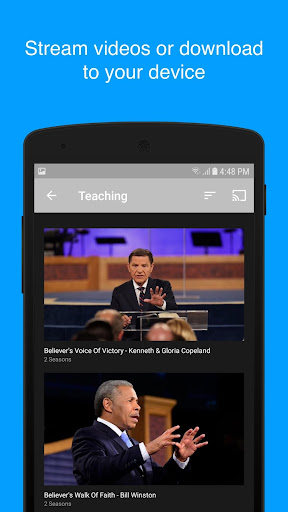 Stream videos or download
to your device
4:48 PM
Teaching
Believer's Voice Of Victory - Kenneth & Gloria Copeland
2 Seasons
Believer's Walk Of Faith - Bill Winston
2 Seasons